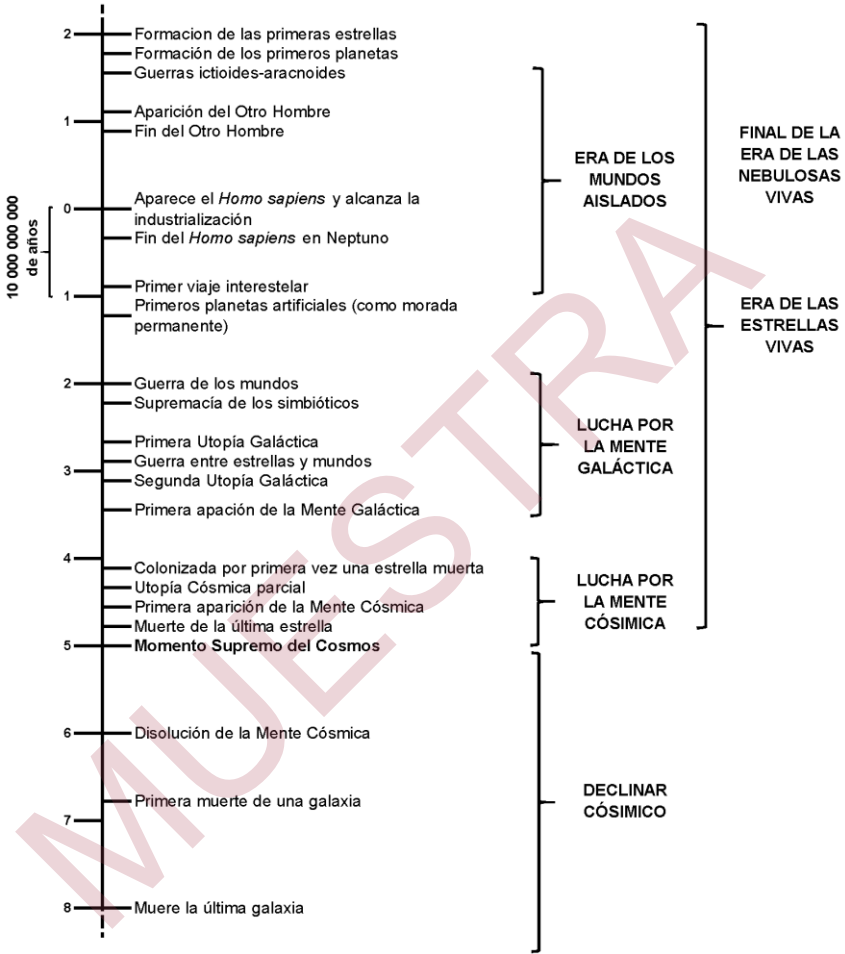 2
Formacion de las primeras estrellas
Formación de los primeros planetas
Guerras ictioides-aracnoides
Aparición del Otro Hombre
1
Fin del Otro Hombre
ERA DE LOS
MUNDOS
AISLADOS
FINAL DE LA
ERA DE LAS
NEBULOSAS
VIVAS
0
Aparece el Homo sapiens y alcanza la
industrialización
Fin del Homo sapiens en Neptuno
10 000 000 000
de años
Primer viaje interestelar
1
Primeros planetas artificiales (como morada
permanente)
ERA DE LAS
ESTRELLAS
VIVAS
2
Guerra de los mundos
Supremacía de los simbióticos
Primera Utopía Galáctica
Guerra entre estrellas y mundos
3
Segunda Utopía Galáctica
Primera apación de la Mente Galáctica
LUCHA POR
LA MENTE
GALÁCTICA
4
Colonizada por primera vez una estrella muerta
Utopía Cósmica parcial
Primera aparición de la Mente Cósmica
Muerte de la última estrella
5
Momento Supremo del Cosmos
LUCHA POR
LA MENTE
CÓSIMICA
6
Disolución de la Mente Cósmica
Primera muerte de una galaxia
7
DECLINAR
CÓSIMICO
8
Muere la última galaxia
MUESTRA